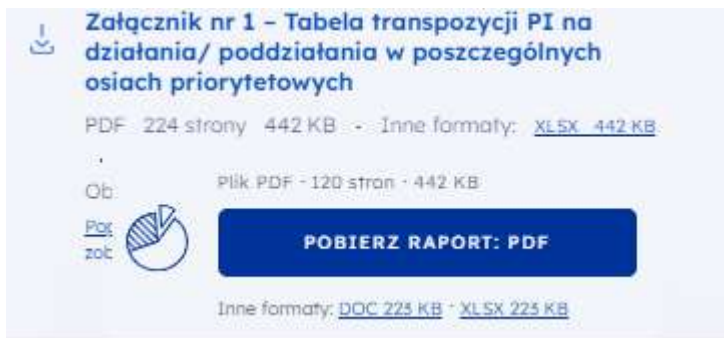 Załącznik nr 1 – Tabela transpozycji PI na
działania/ poddziałania w poszczególnych
osiach priorytetowych
PDF 224 strony 442 KB - Inne formaty: XLSX 442 KB
Ob
Plik PDF - 120 stron - 442 KB
POBIERZ RAPORT: PDF
Inne formaty: DOC 223 KB - XLSX 223 KB